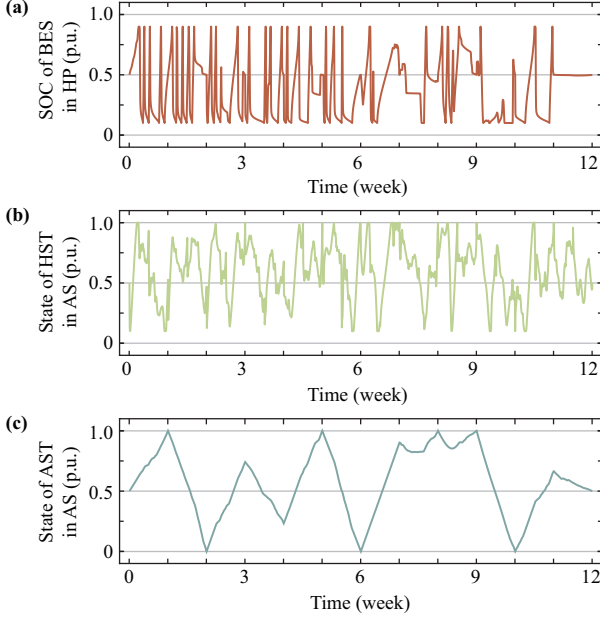 (a)
SOC of BES
in HP (p.u.)
1.0
0.5
0
0 3 6 9 12
Time (week)
(b)
State of HST
in AS (p.u.)
1.0
0.5
0
0 3 6 9 12
Time (week)
(c)
State of AST
in AS (p.u.)
1.0
0.5
0
0 3 6 9 12
Time (week)